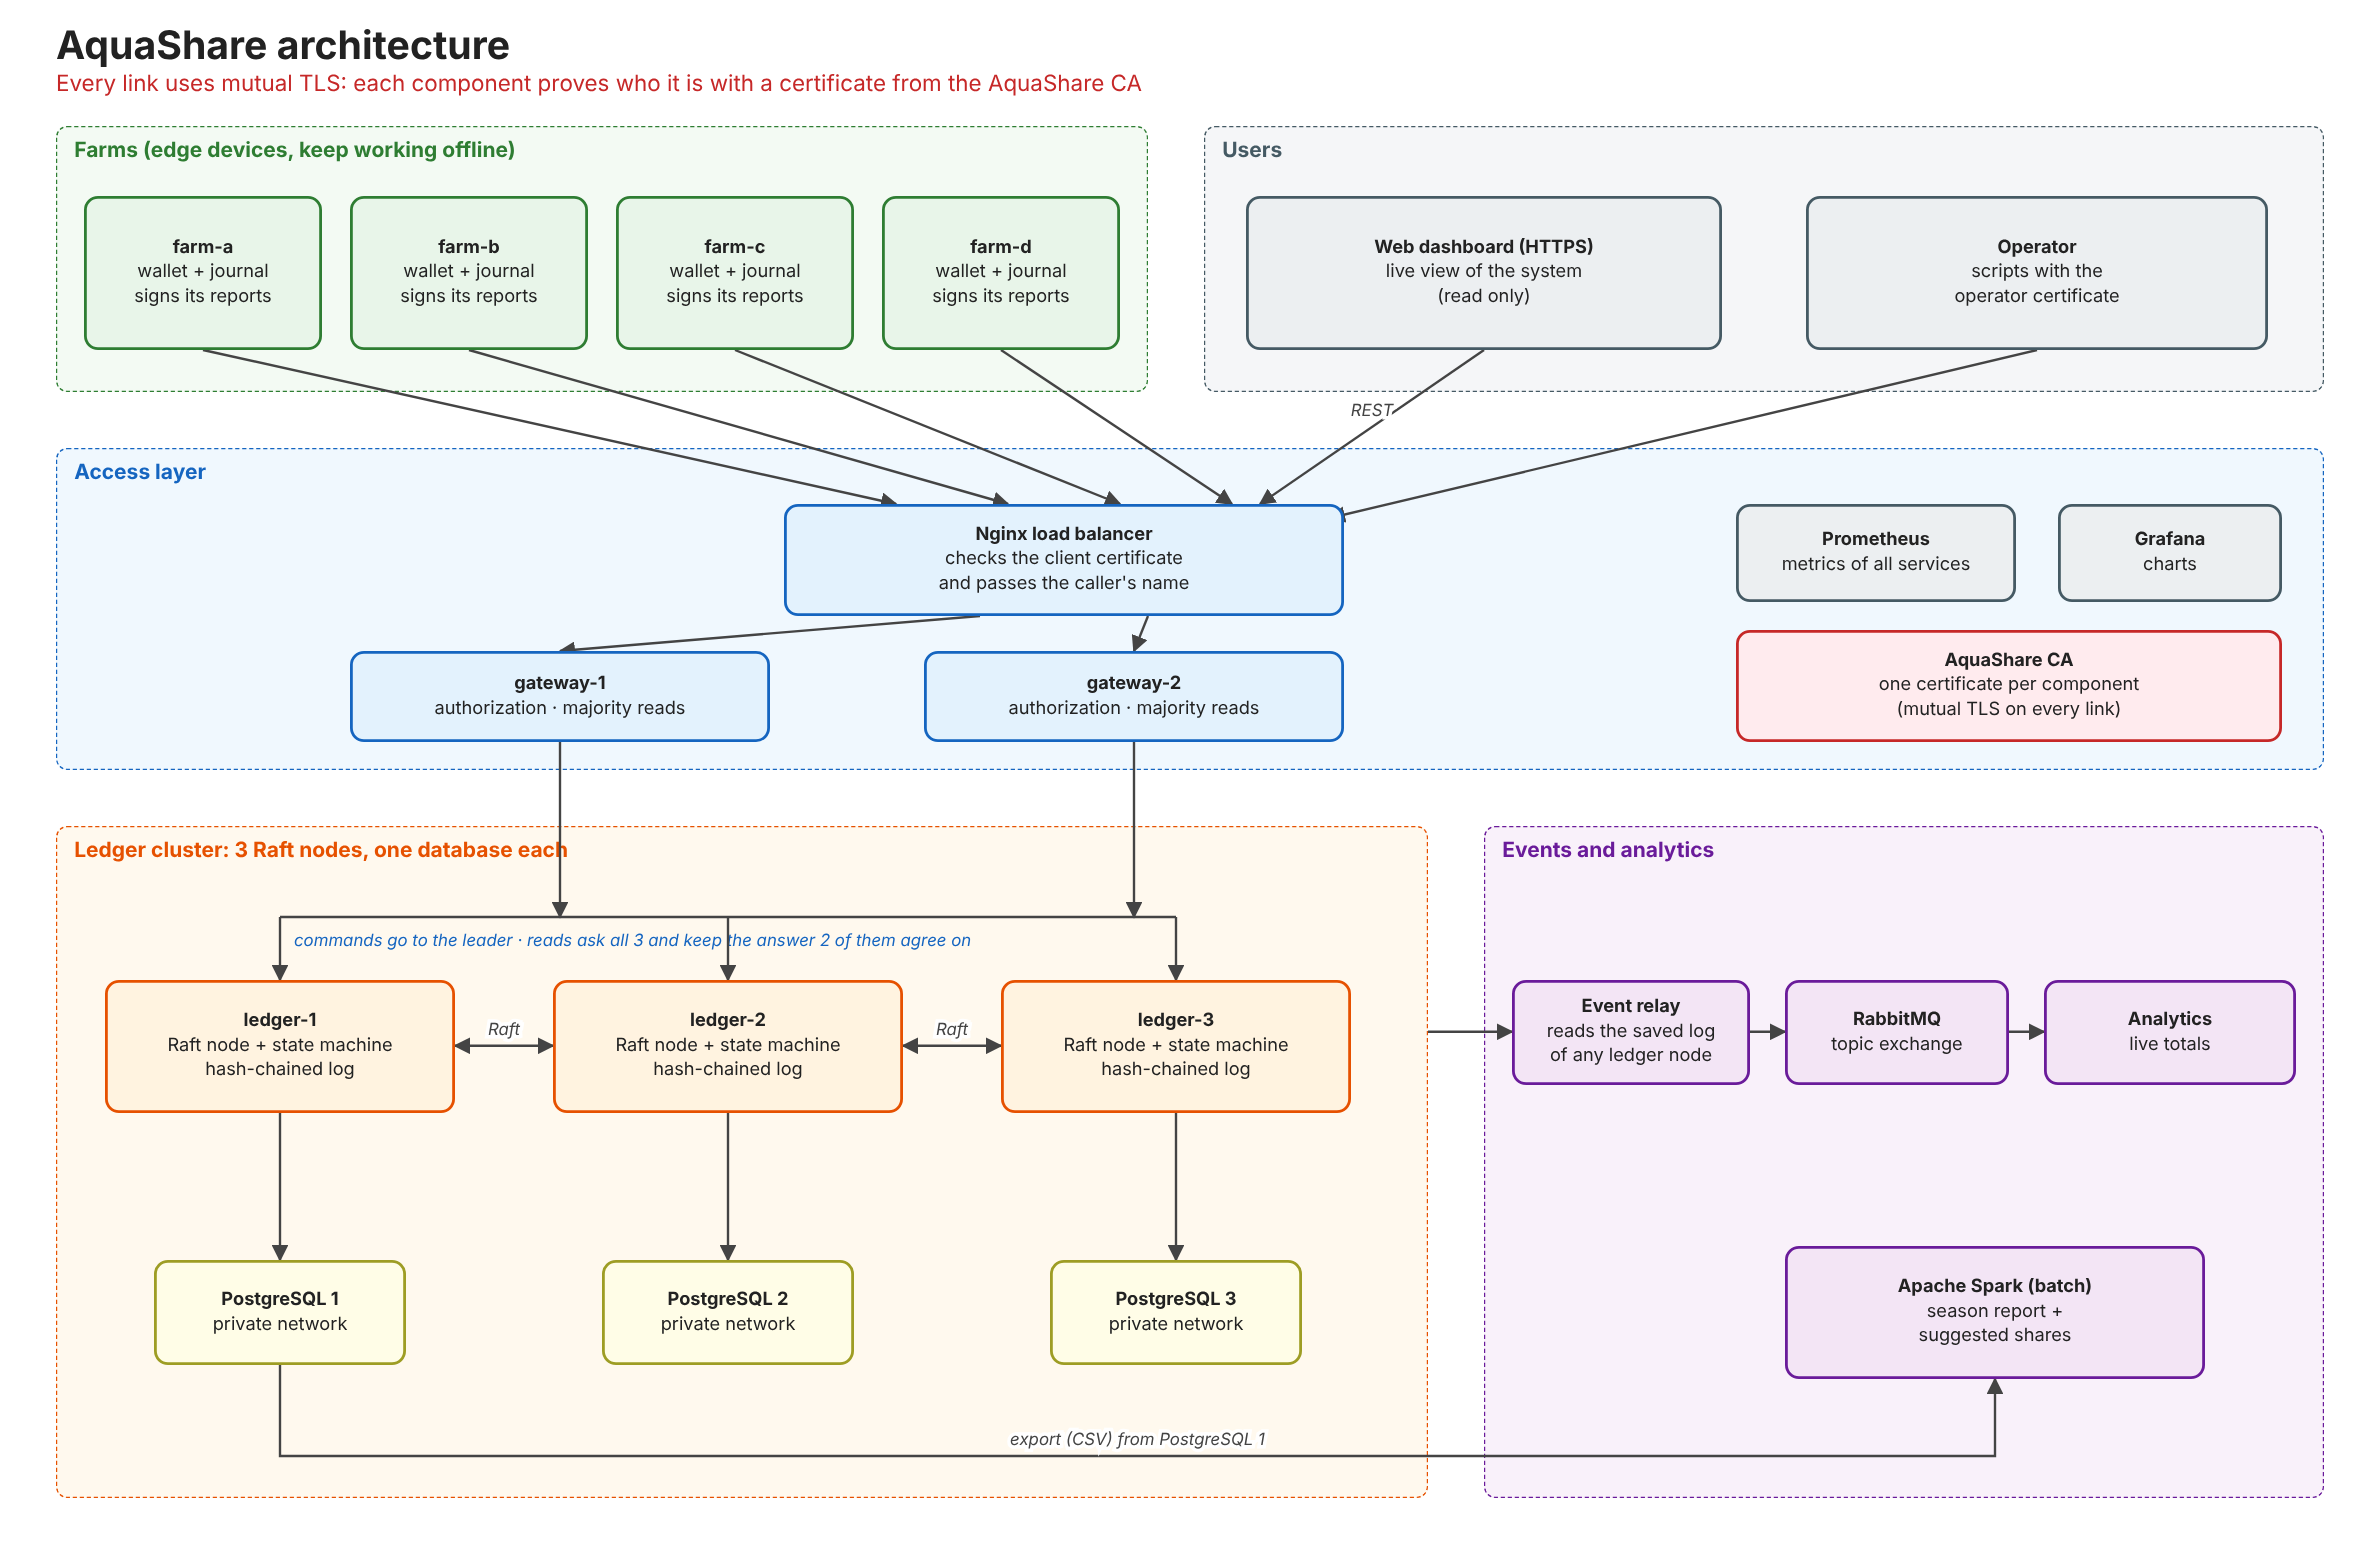 AquaShare architecture
Every link uses mutual TLS: each component proves who it is with a certificate from the AquaShare CA
Farms (edge devices, keep working offline)
farm-a
wallet + journal
signs its reports
farm-b
wallet + journal
signs its reports
farm-c
wallet + journal
signs its reports
farm-d
wallet + journal
signs its reports
Users
Web dashboard (HTTPS)
live view of the system
(read only)
Operator
scripts with the
operator certificate
REST
Access layer
Nginx load balancer
checks the client certificate
and passes the caller's name
Prometheus
metrics of all services
Grafana
charts
gateway-1
authorization · majority reads
gateway-2
authorization · majority reads
AquaShare CA
one certificate per component
(mutual TLS on every link)
Ledger cluster: 3 Raft nodes, one database each
commands go to the leader · reads ask all 3 and keep the answer 2 of them agree on
ledger-1
Raft node + state machine
hash-chained log
Raft
ledger-2
Raft node + state machine
hash-chained log
Raft
ledger-3
Raft node + state machine
hash-chained log
PostgreSQL 1
private network
PostgreSQL 2
private network
PostgreSQL 3
private network
export (CSV) from PostgreSQL 1
Events and analytics
Event relay
reads the saved log
of any ledger node
RabbitMQ
topic exchange
Analytics
live totals
Apache Spark (batch)
season report +
suggested shares